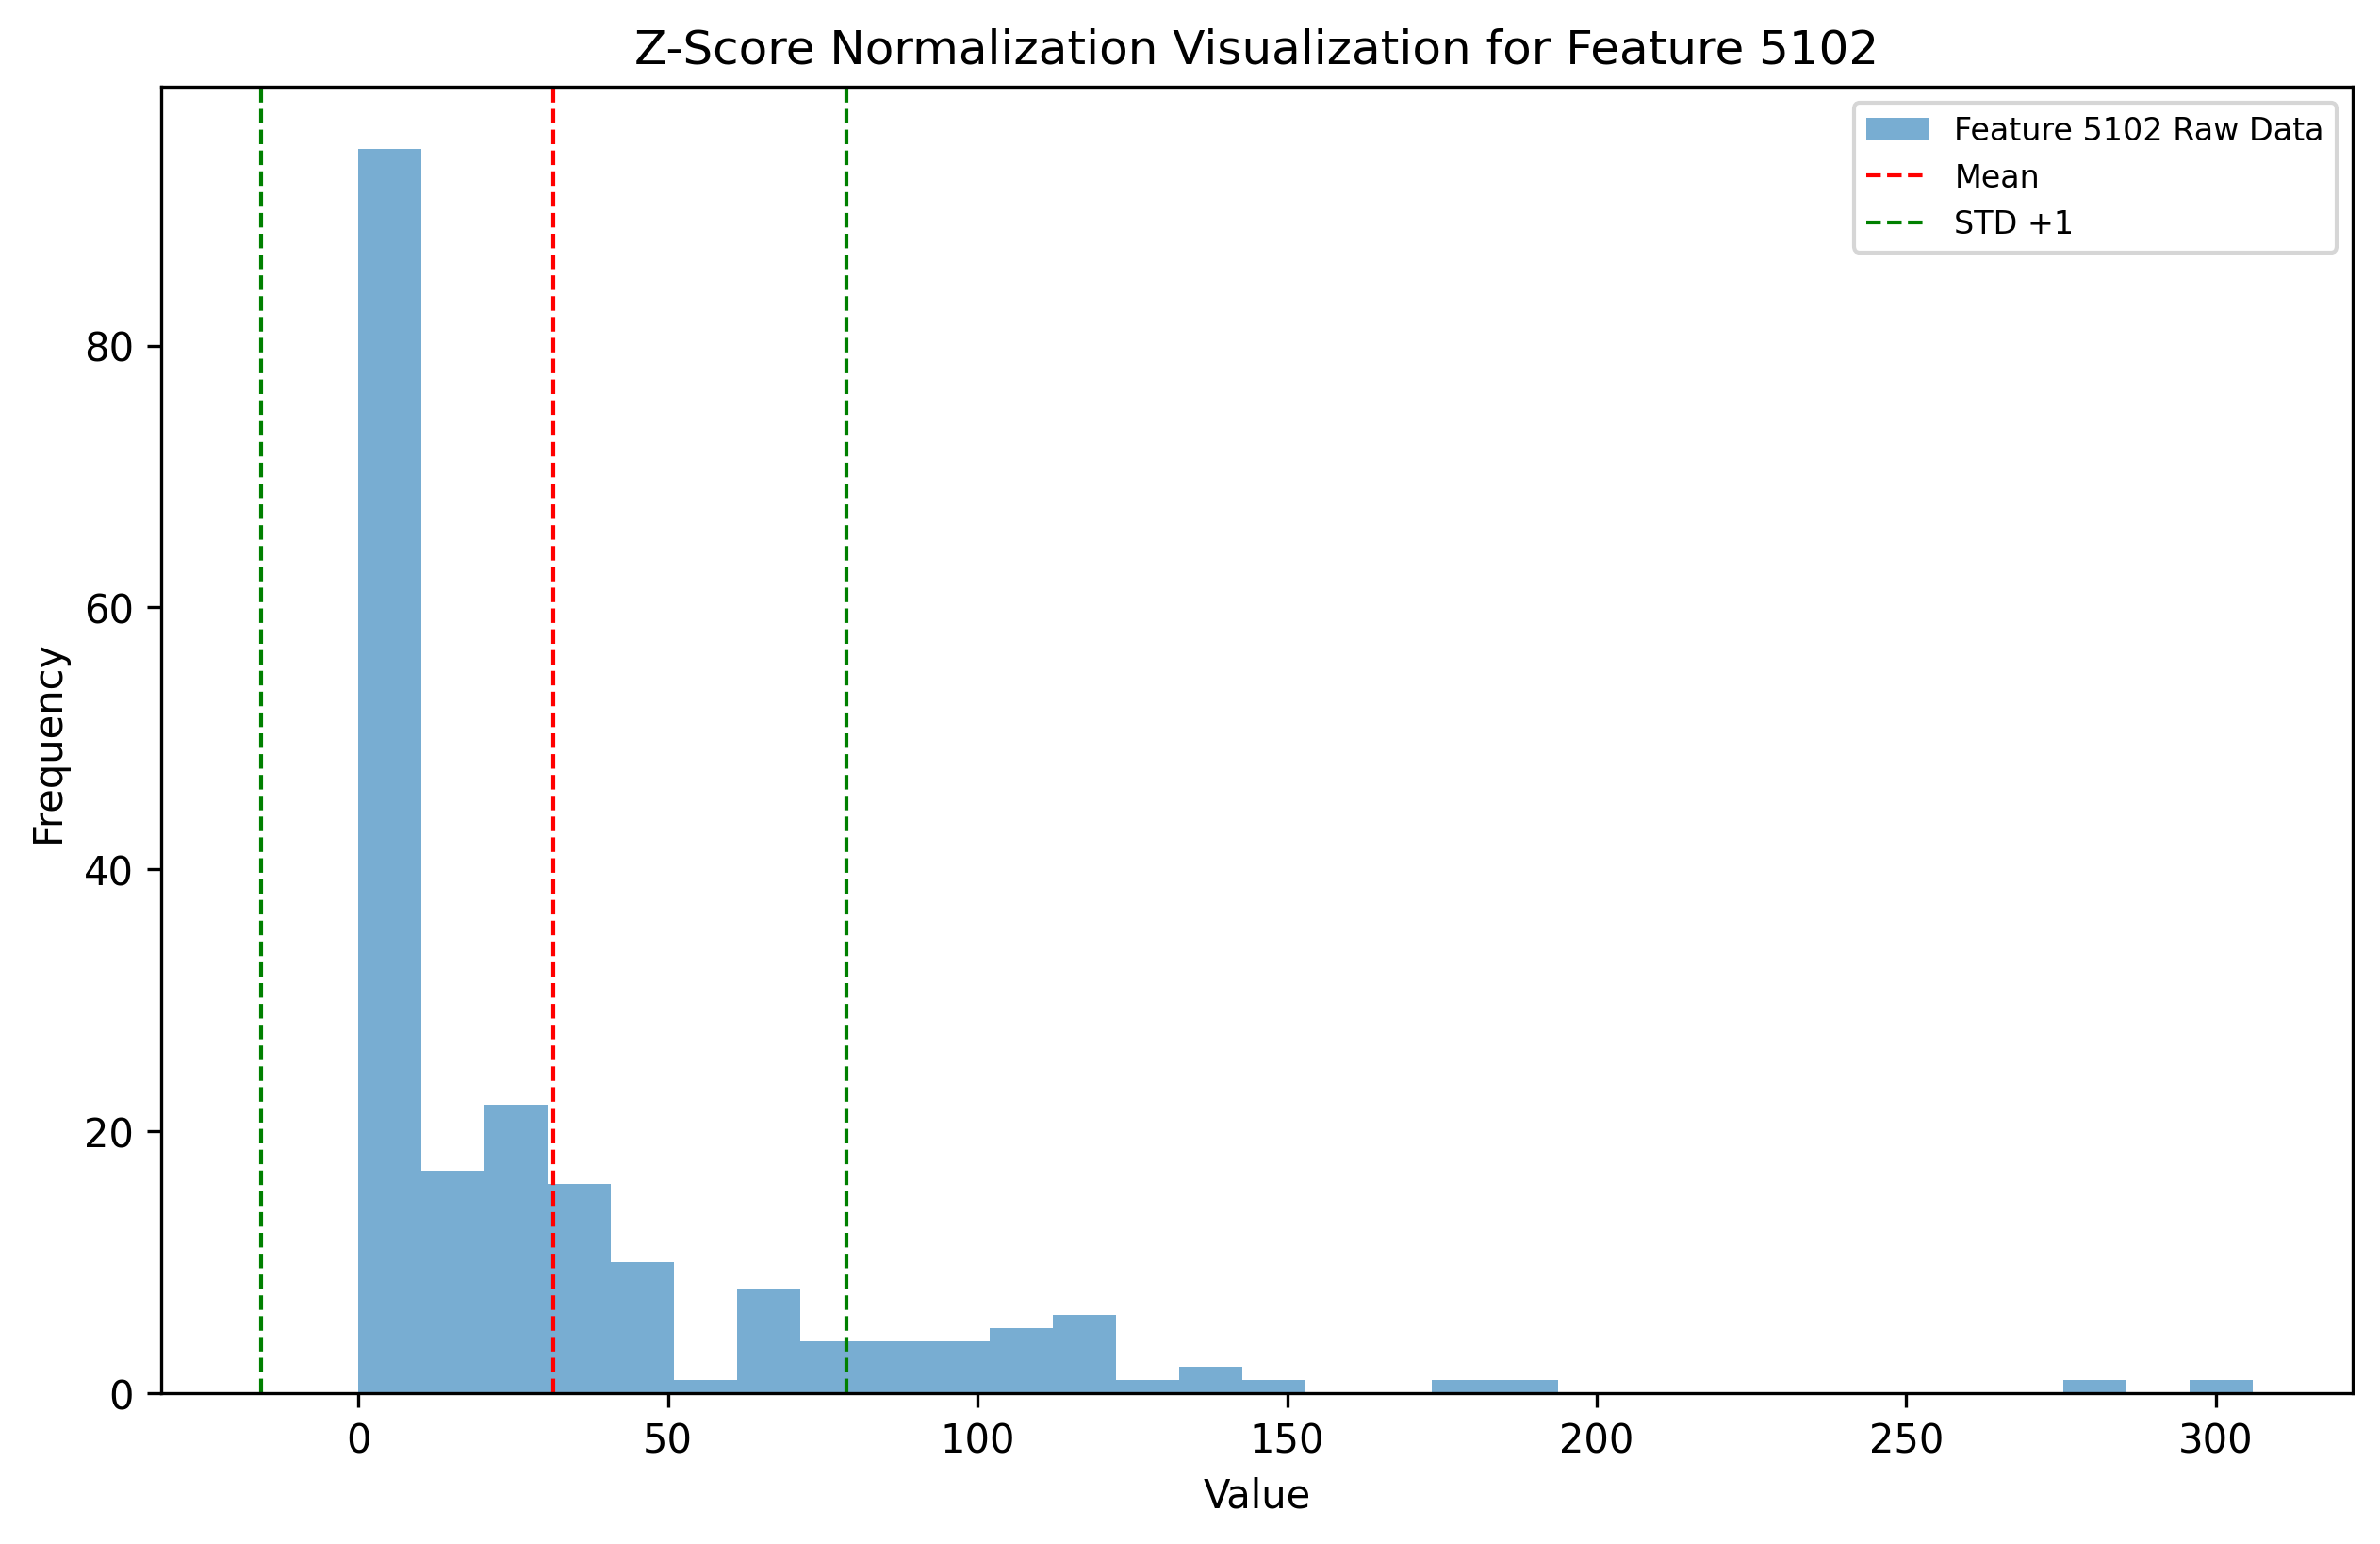 Z-Score Normalization Visualization for Feature 5102
Feature 5102 Raw Data
Mean
STD +1
Frequency
80
60
40
20
0
0 50 100 150 200 250 300
Value